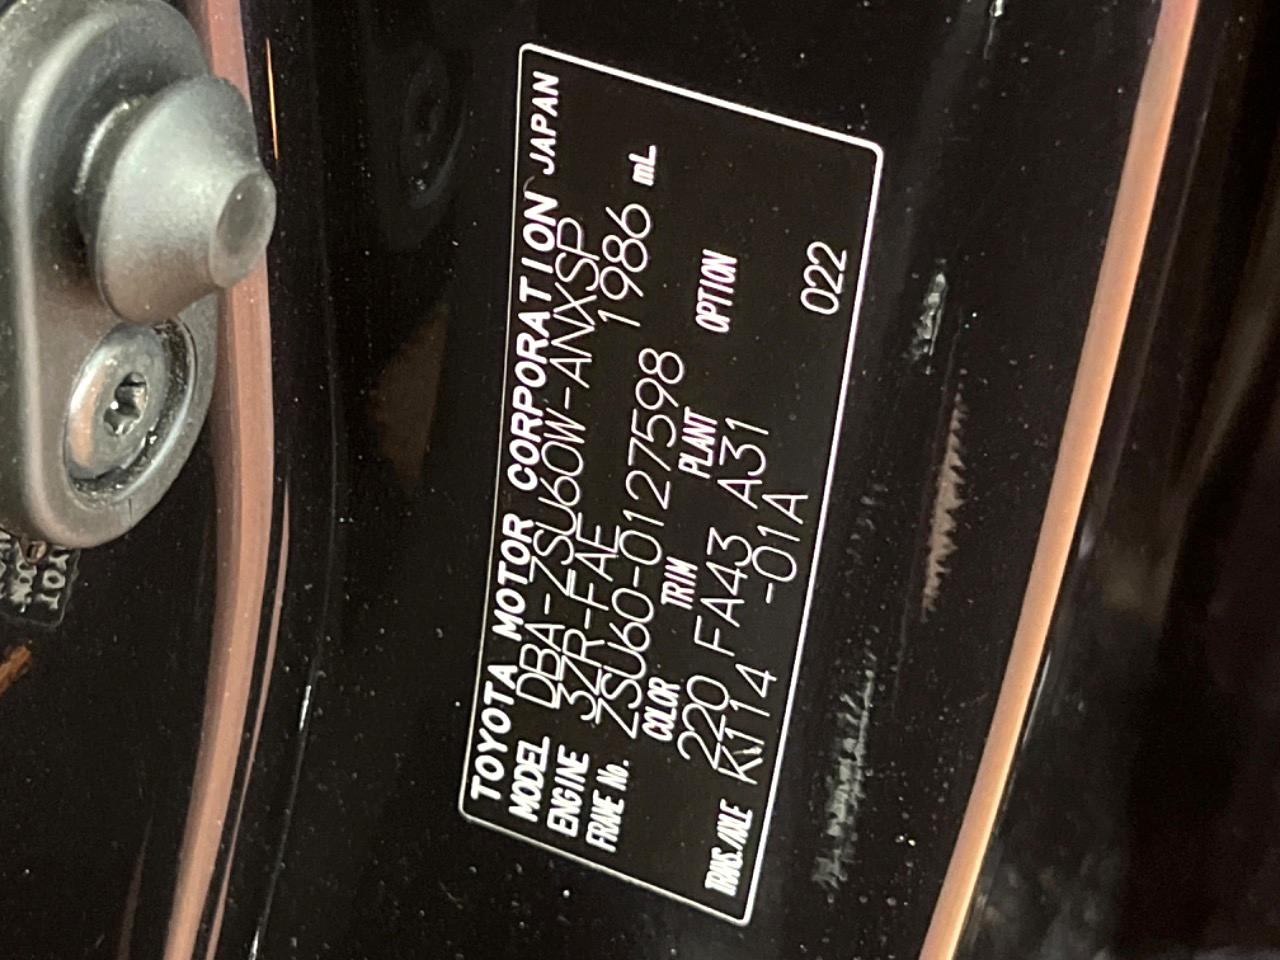 TOYOTA MOTOR CORPORATION JAPAN
MODEL DBA-ZSU60W-ANXSP
ENGINE 3ZR-FAE 1986 mL
FRAME No. ZSU60-0127598
COLOR TRIM PLANT OPTION
220 FA43 A31
TRANS./AXLE K114 -01A 022